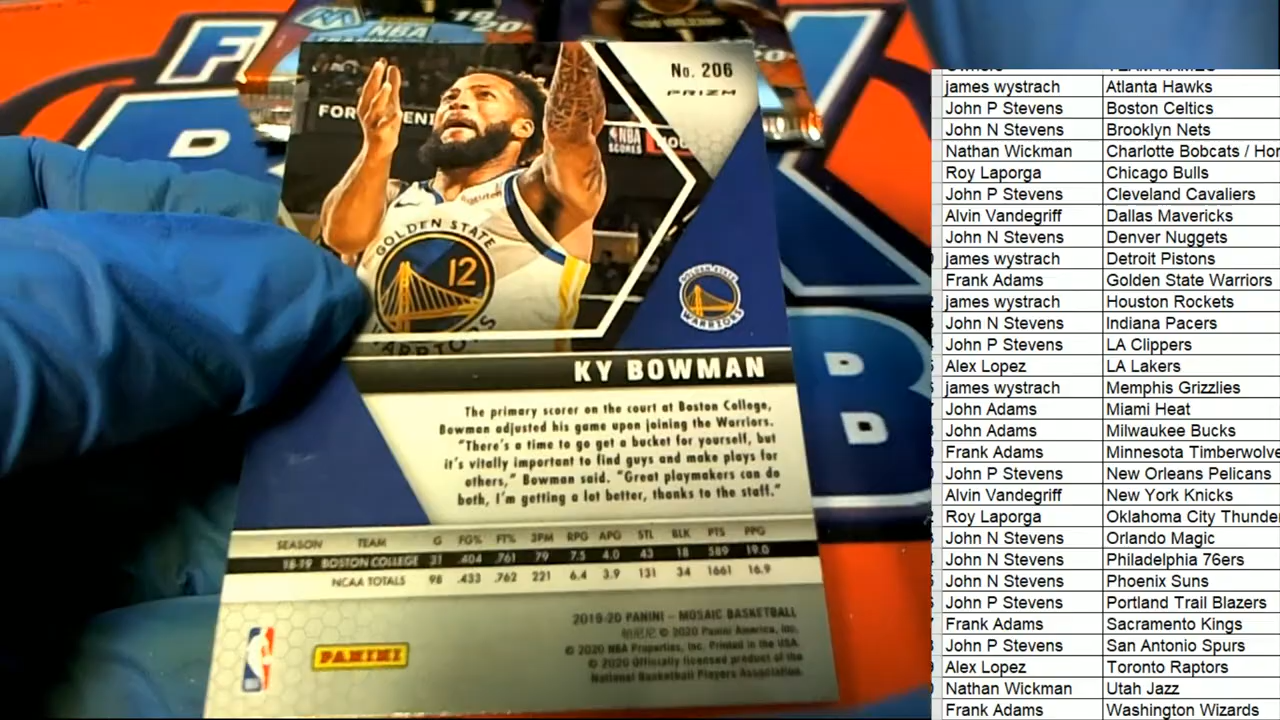 NBA
19-20
No. 206
PRIZM
NBA
SCORES
GOLDEN STATE
12
WARRIORS
KY BOWMAN
The primary scorer on the court at Boston College,
Bowman adjusted his game upon joining the Warriors.
"There's a time to go get a bucket for yourself, but
it's vitally important to find guys and make plays for
others," Bowman said. "Great playmakers can do
both, I'm getting a lot better, thanks to the staff."
SEASON TEAM G FG% FT% 3PM RPG APG STL BLK PTS PPG
18-19 BOSTON COLLEGE 31 .404 .761 79 7.5 4.0 43 18 589 19.0
NCAA TOTALS 98 .433 .762 221 6.4 3.9 131 34 1661 16.9
2019-20 PANINI – MOSAIC BASKETBALL
帕尼尼 © 2020 Panini America, Inc.
© 2020 NBA Properties, Inc. Printed in the USA.
© 2020 Officially licensed product of the
National Basketball Players Association.
PANINI
james wystrach Atlanta Hawks
John P Stevens Boston Celtics
John N Stevens Brooklyn Nets
Nathan Wickman Charlotte Bobcats / Hor
Roy Laporga Chicago Bulls
John P Stevens Cleveland Cavaliers
Alvin Vandegriff Dallas Mavericks
John N Stevens Denver Nuggets
james wystrach Detroit Pistons
Frank Adams Golden State Warriors
james wystrach Houston Rockets
John N Stevens Indiana Pacers
John P Stevens LA Clippers
Alex Lopez LA Lakers
james wystrach Memphis Grizzlies
John Adams Miami Heat
John Adams Milwaukee Bucks
Frank Adams Minnesota Timberwolve
John P Stevens New Orleans Pelicans
Alvin Vandegriff New York Knicks
Roy Laporga Oklahoma City Thunde
John N Stevens Orlando Magic
John N Stevens Philadelphia 76ers
John N Stevens Phoenix Suns
John P Stevens Portland Trail Blazers
Frank Adams Sacramento Kings
John P Stevens San Antonio Spurs
Alex Lopez Toronto Raptors
Nathan Wickman Utah Jazz
Frank Adams Washington Wizards